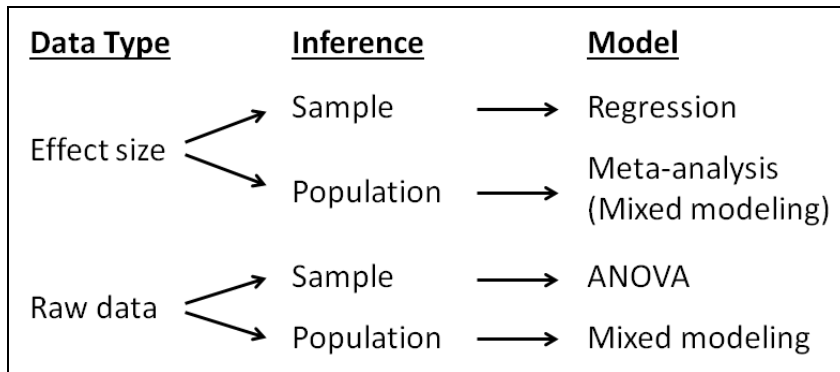 Data Type Inference Model
Sample Regression
Effect size
Population Meta-analysis
(Mixed modeling)
Sample ANOVA
Raw data
Population Mixed modeling